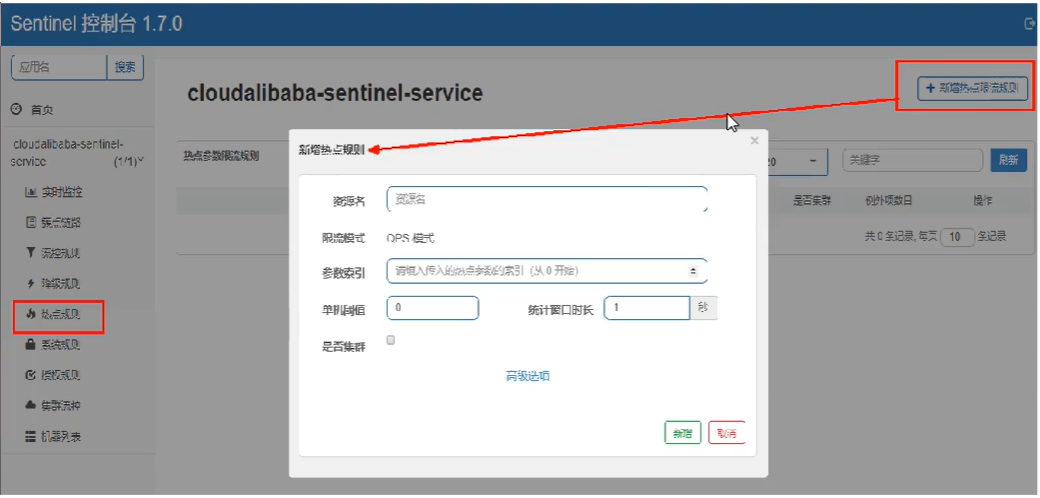 Sentinel 控制台 1.7.0
应用名 搜索
首页
cloudalibaba-sentinel-
service (1/1)
实时监控
簇点链路
流控规则
降级规则
热点规则
系统规则
授权规则
集群流控
机器列表
cloudalibaba-sentinel-service
+ 新增热点限流规则
热点参数限流规则
关键字 刷新
是否集群 例外项数目 操作
共 0 条记录, 每页 10 条记录
新增热点规则 ×
资源名 资源名
限流模式 QPS 模式
参数索引 请输入传入的热点参数的索引（从 0 开始）
单机阈值 0 统计窗口时长 1 秒
是否集群
高级选项
新增 取消